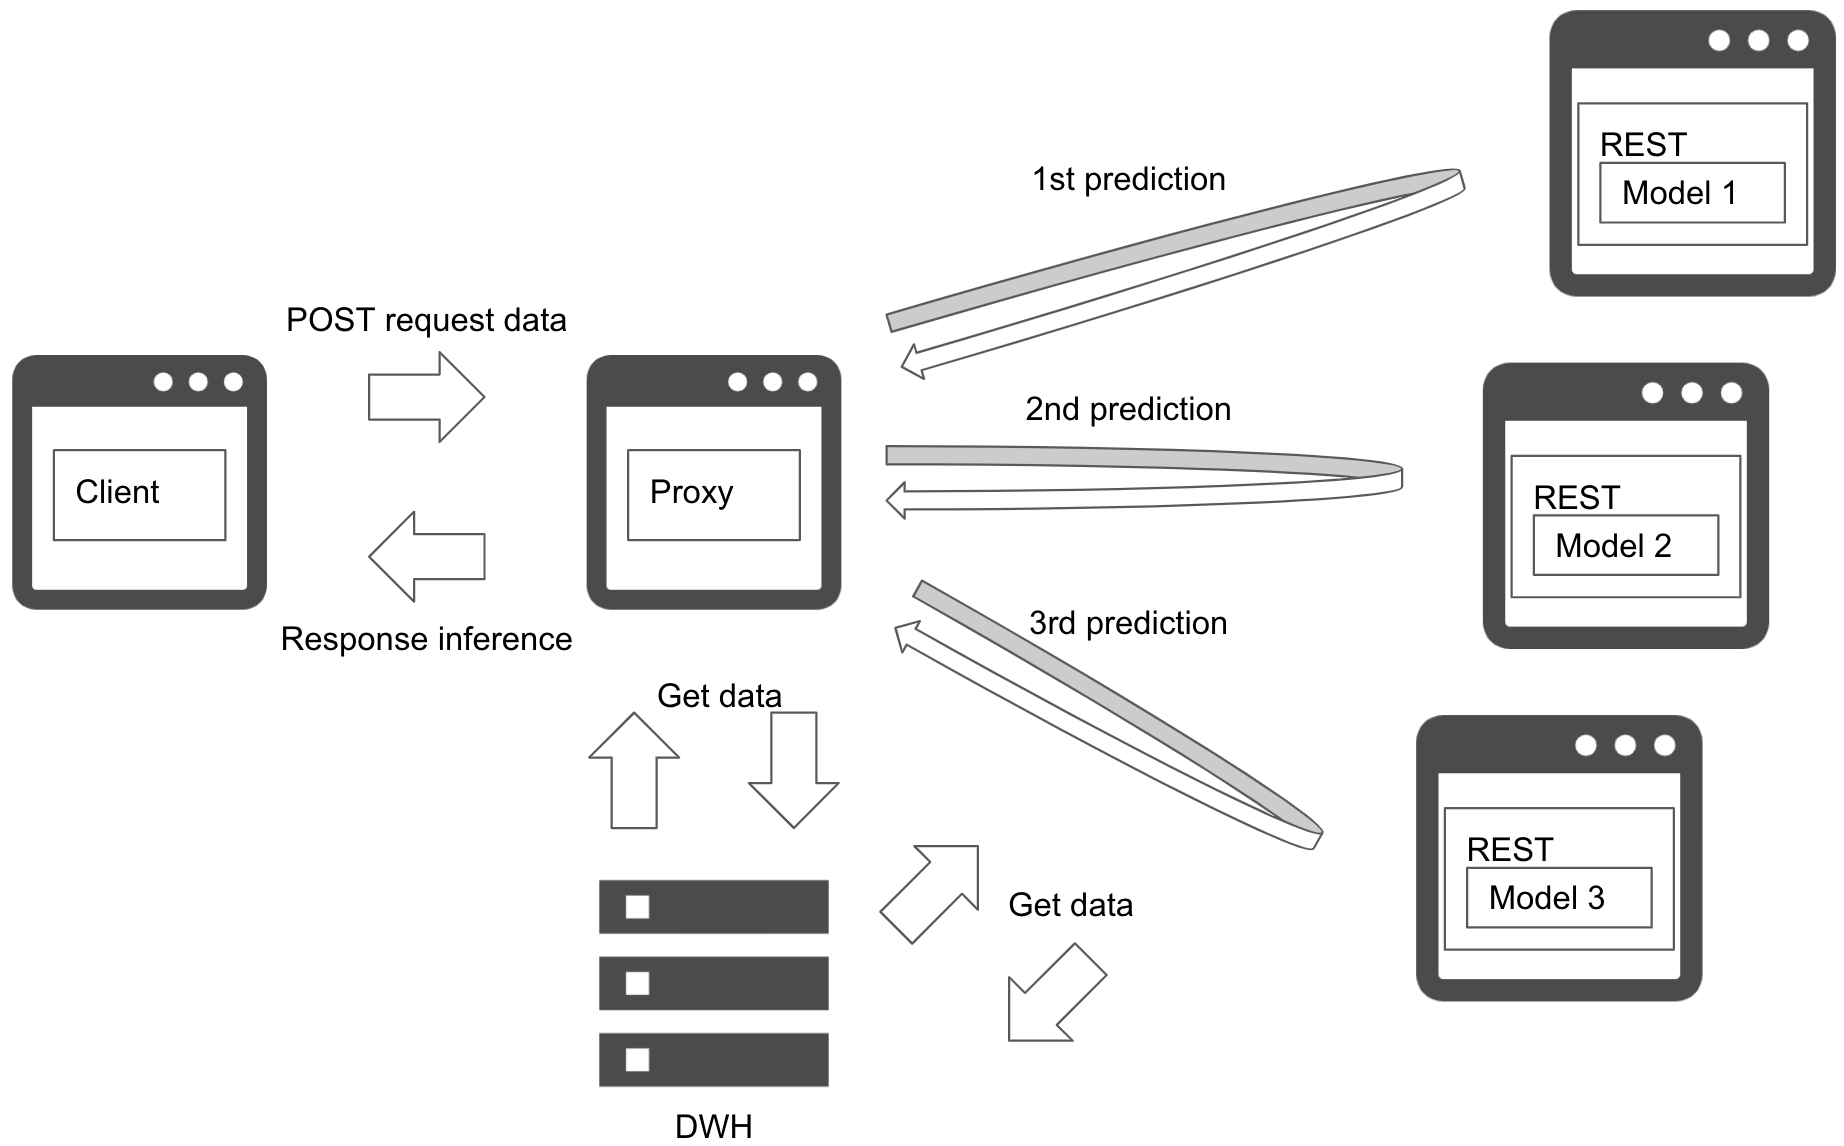 REST
Model 1
1st prediction
POST request data
2nd prediction
Client
Proxy
REST
Model 2
Response inference
3rd prediction
Get data
REST
Model 3
Get data
DWH